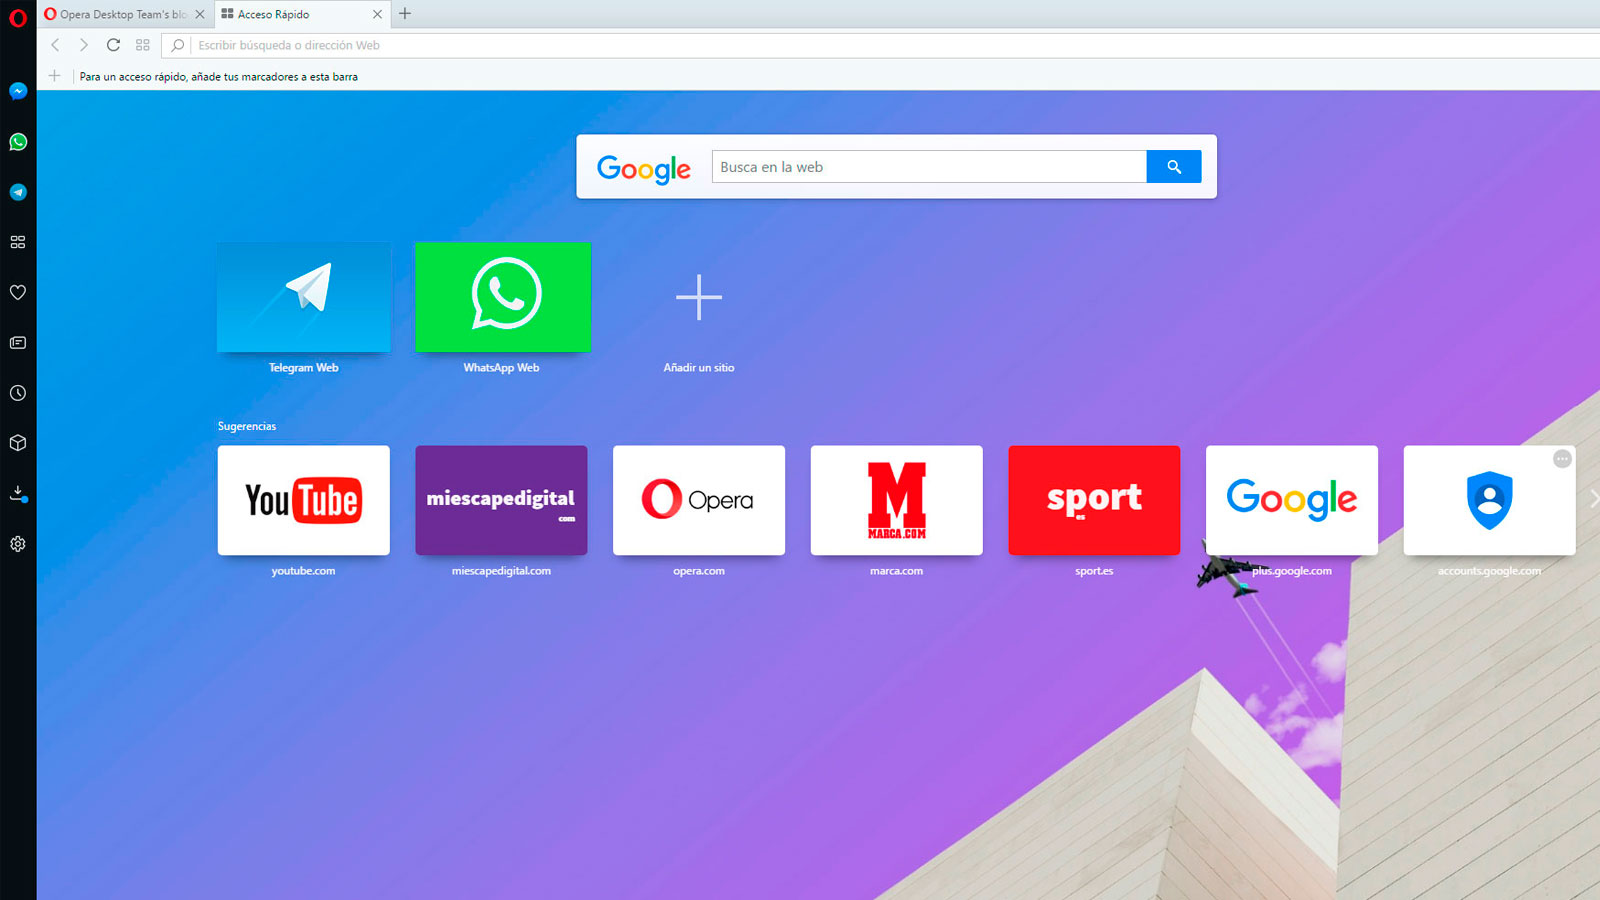 Opera Desktop Team's blo
Acceso Rápido
Escribir búsqueda o dirección Web
Para un acceso rápido, añade tus marcadores a esta barra
Google
Busca en la web
Telegram Web
WhatsApp Web
Añadir un sitio
Sugerencias
YouTube
miescapedigital
com
Opera
M
MARCA.COM
sport
es
Google
youtube.com
miescapedigital.com
opera.com
marca.com
sport.es
plus.google.com
accounts.google.com